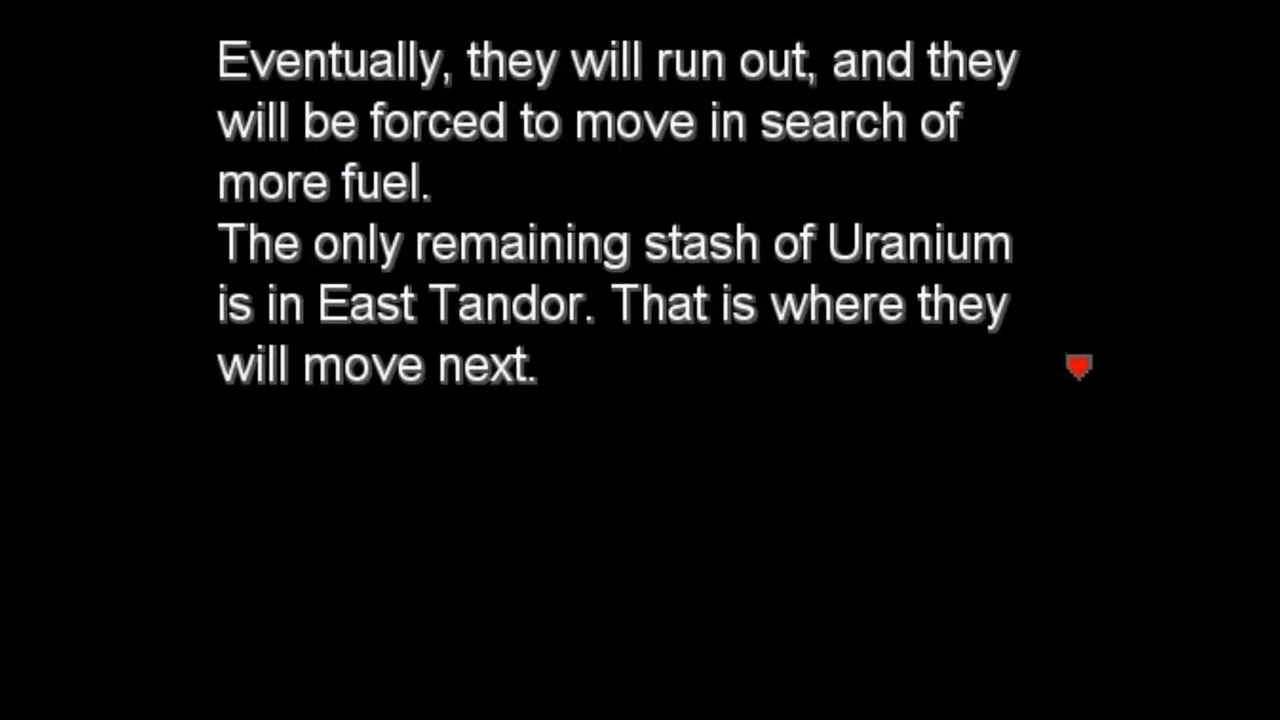 Eventually, they will run out, and they
will be forced to move in search of
more fuel.
The only remaining stash of Uranium
is in East Tandor. That is where they
will move next.